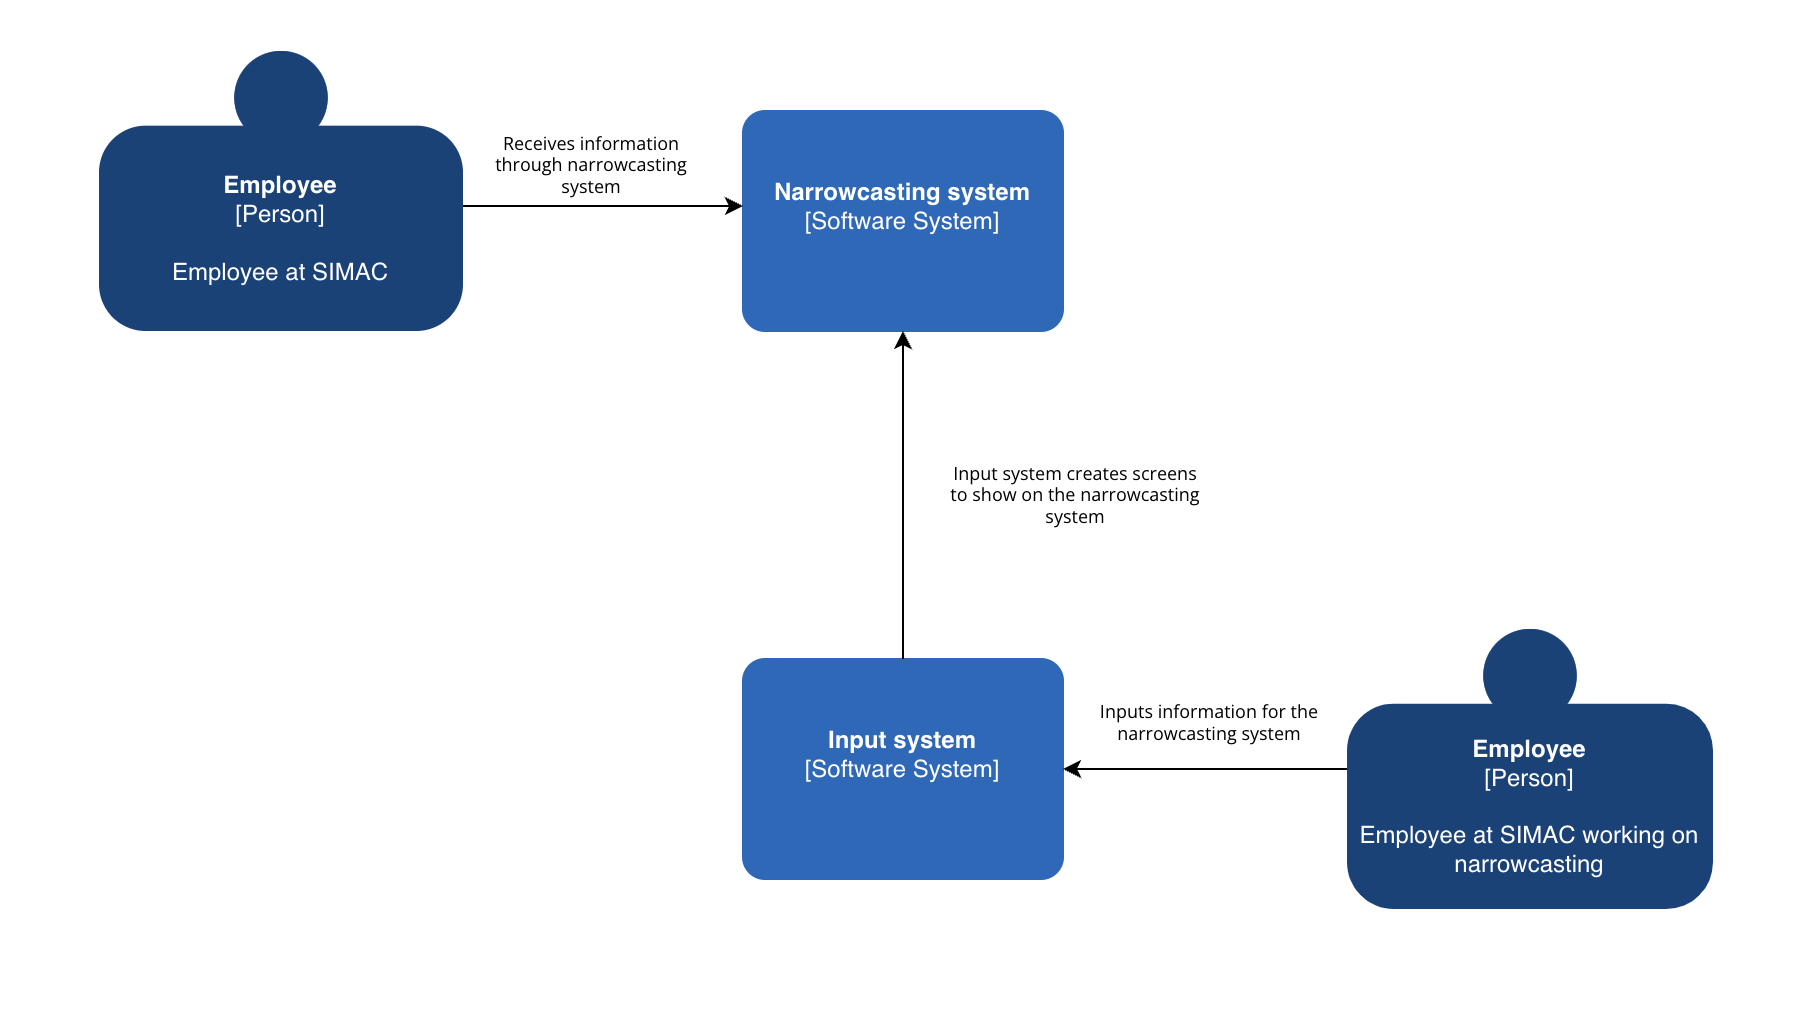 Employee
[Person]
Employee at SIMAC
Receives information
through narrowcasting
system
Narrowcasting system
[Software System]
Input system creates screens
to show on the narrowcasting
system
Input system
[Software System]
Inputs information for the
narrowcasting system
Employee
[Person]
Employee at SIMAC working on
narrowcasting